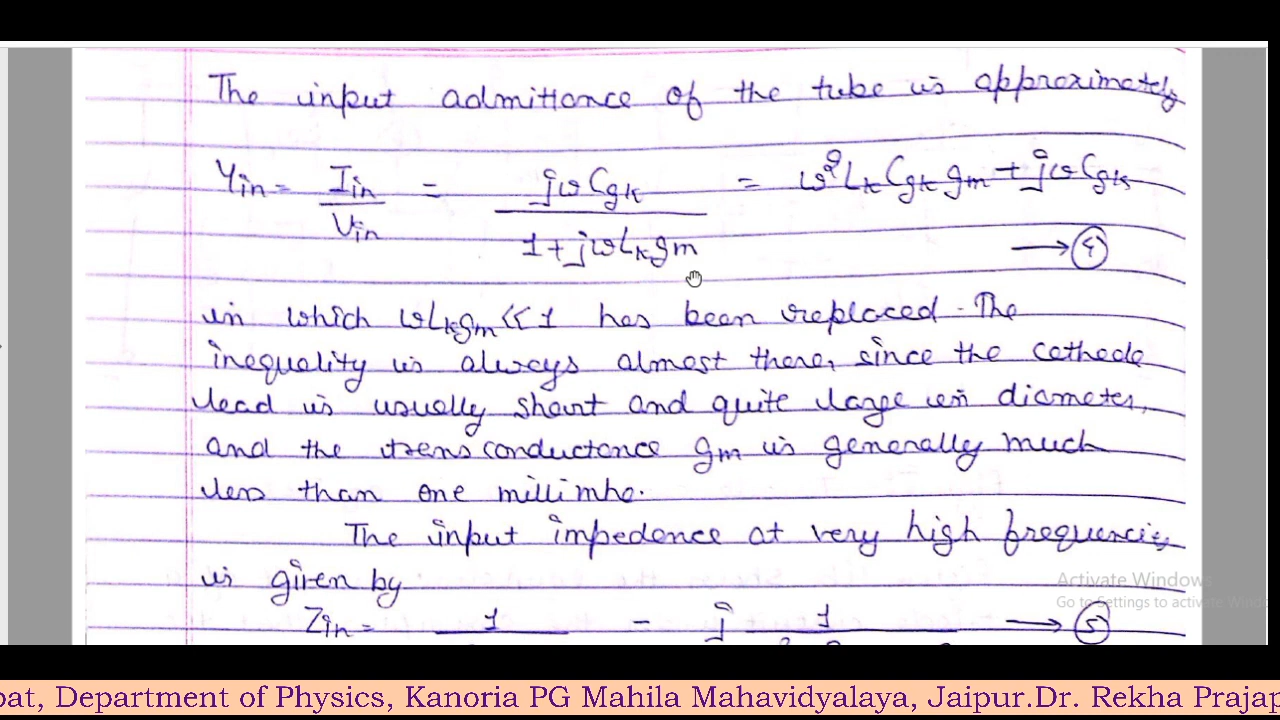 The input admittance of the tube is approximately
Yin = Iin / Vin = jωCgk / 1 + jωLkgm = ω²LkCgkgm + jωCgk → (4)
in which ωLkgm << 1 has been replaced. The
inequality is always almost there, since the cathode
lead is usually short and quite large in diameter,
and the transconductance gm is generally much
less than one millimho.
The input impedence at very high frequencies
is given by
Zin = 1 - j 1 → (5)
Activate Windows
Go to Settings to activate Windo
pat, Department of Physics, Kanoria PG Mahila Mahavidyalaya, Jaipur.Dr. Rekha Prajap